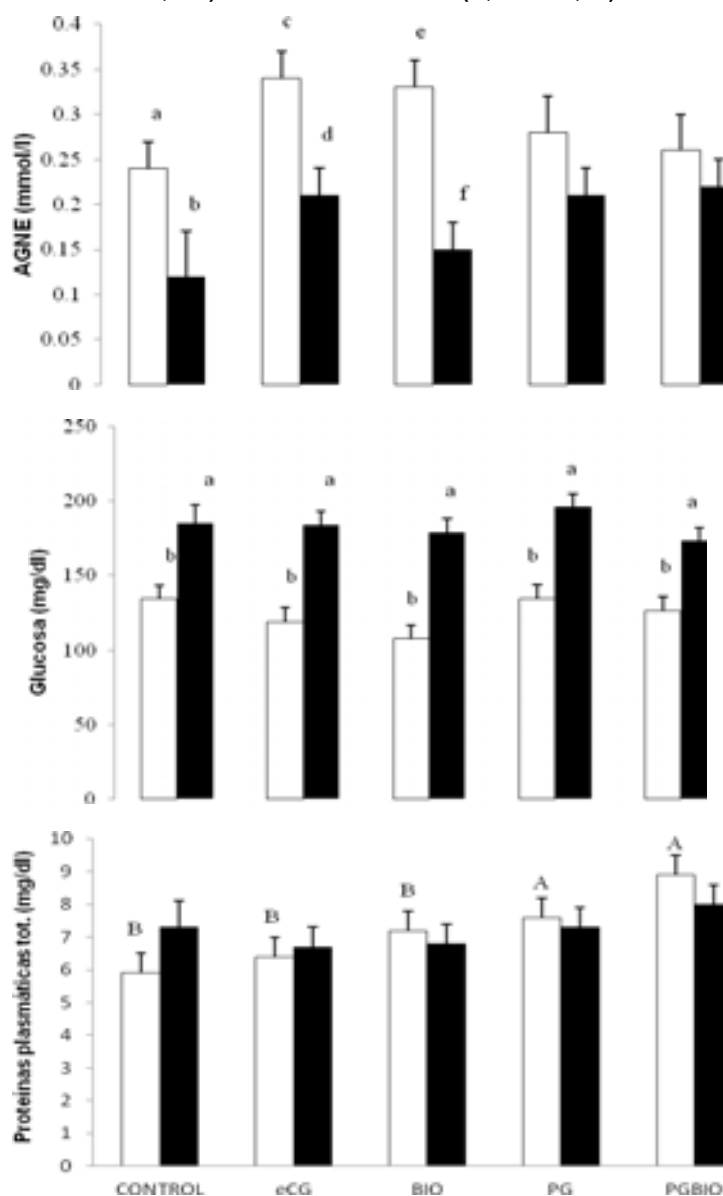 0.4
c
0.35
e
0.3
a
0.25
d
0.2
b
f
0.15
0.1
0.05
0
AGNE (mmol/l)
250
a
a
a
a
a
200
b
b
b
b
b
150
100
50
0
Glucosa (mg/dl)
10
A
A
9
B
8
B
B
7
6
5
4
3
2
1
0
Proteínas plasmáticas tot. (mg/dl)
CONTROL eCG BIO PG PGBIO